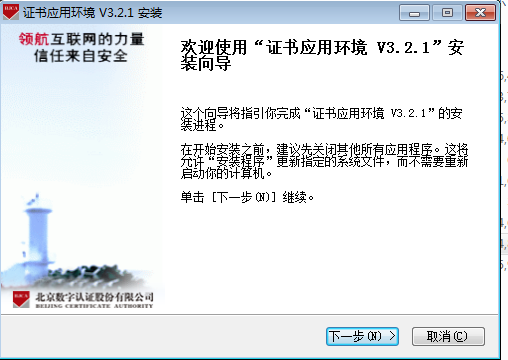 证书应用环境 V3.2.1 安装
领航互联网的力量
信任来自安全
欢迎使用“证书应用环境 V3.2.1”安
装向导
这个向导将指引你完成“证书应用环境 V3.2.1”的安
装进程。
在开始安装之前，建议先关闭其他所有应用程序。这将
允许“安装程序”更新指定的系统文件，而不需要重新
启动你的计算机。
单击 [下一步(N)] 继续。
BJCA
北京数字认证股份有限公司
BEIJING CERTIFICATE AUTHORITY
下一步(N) >
取消(C)